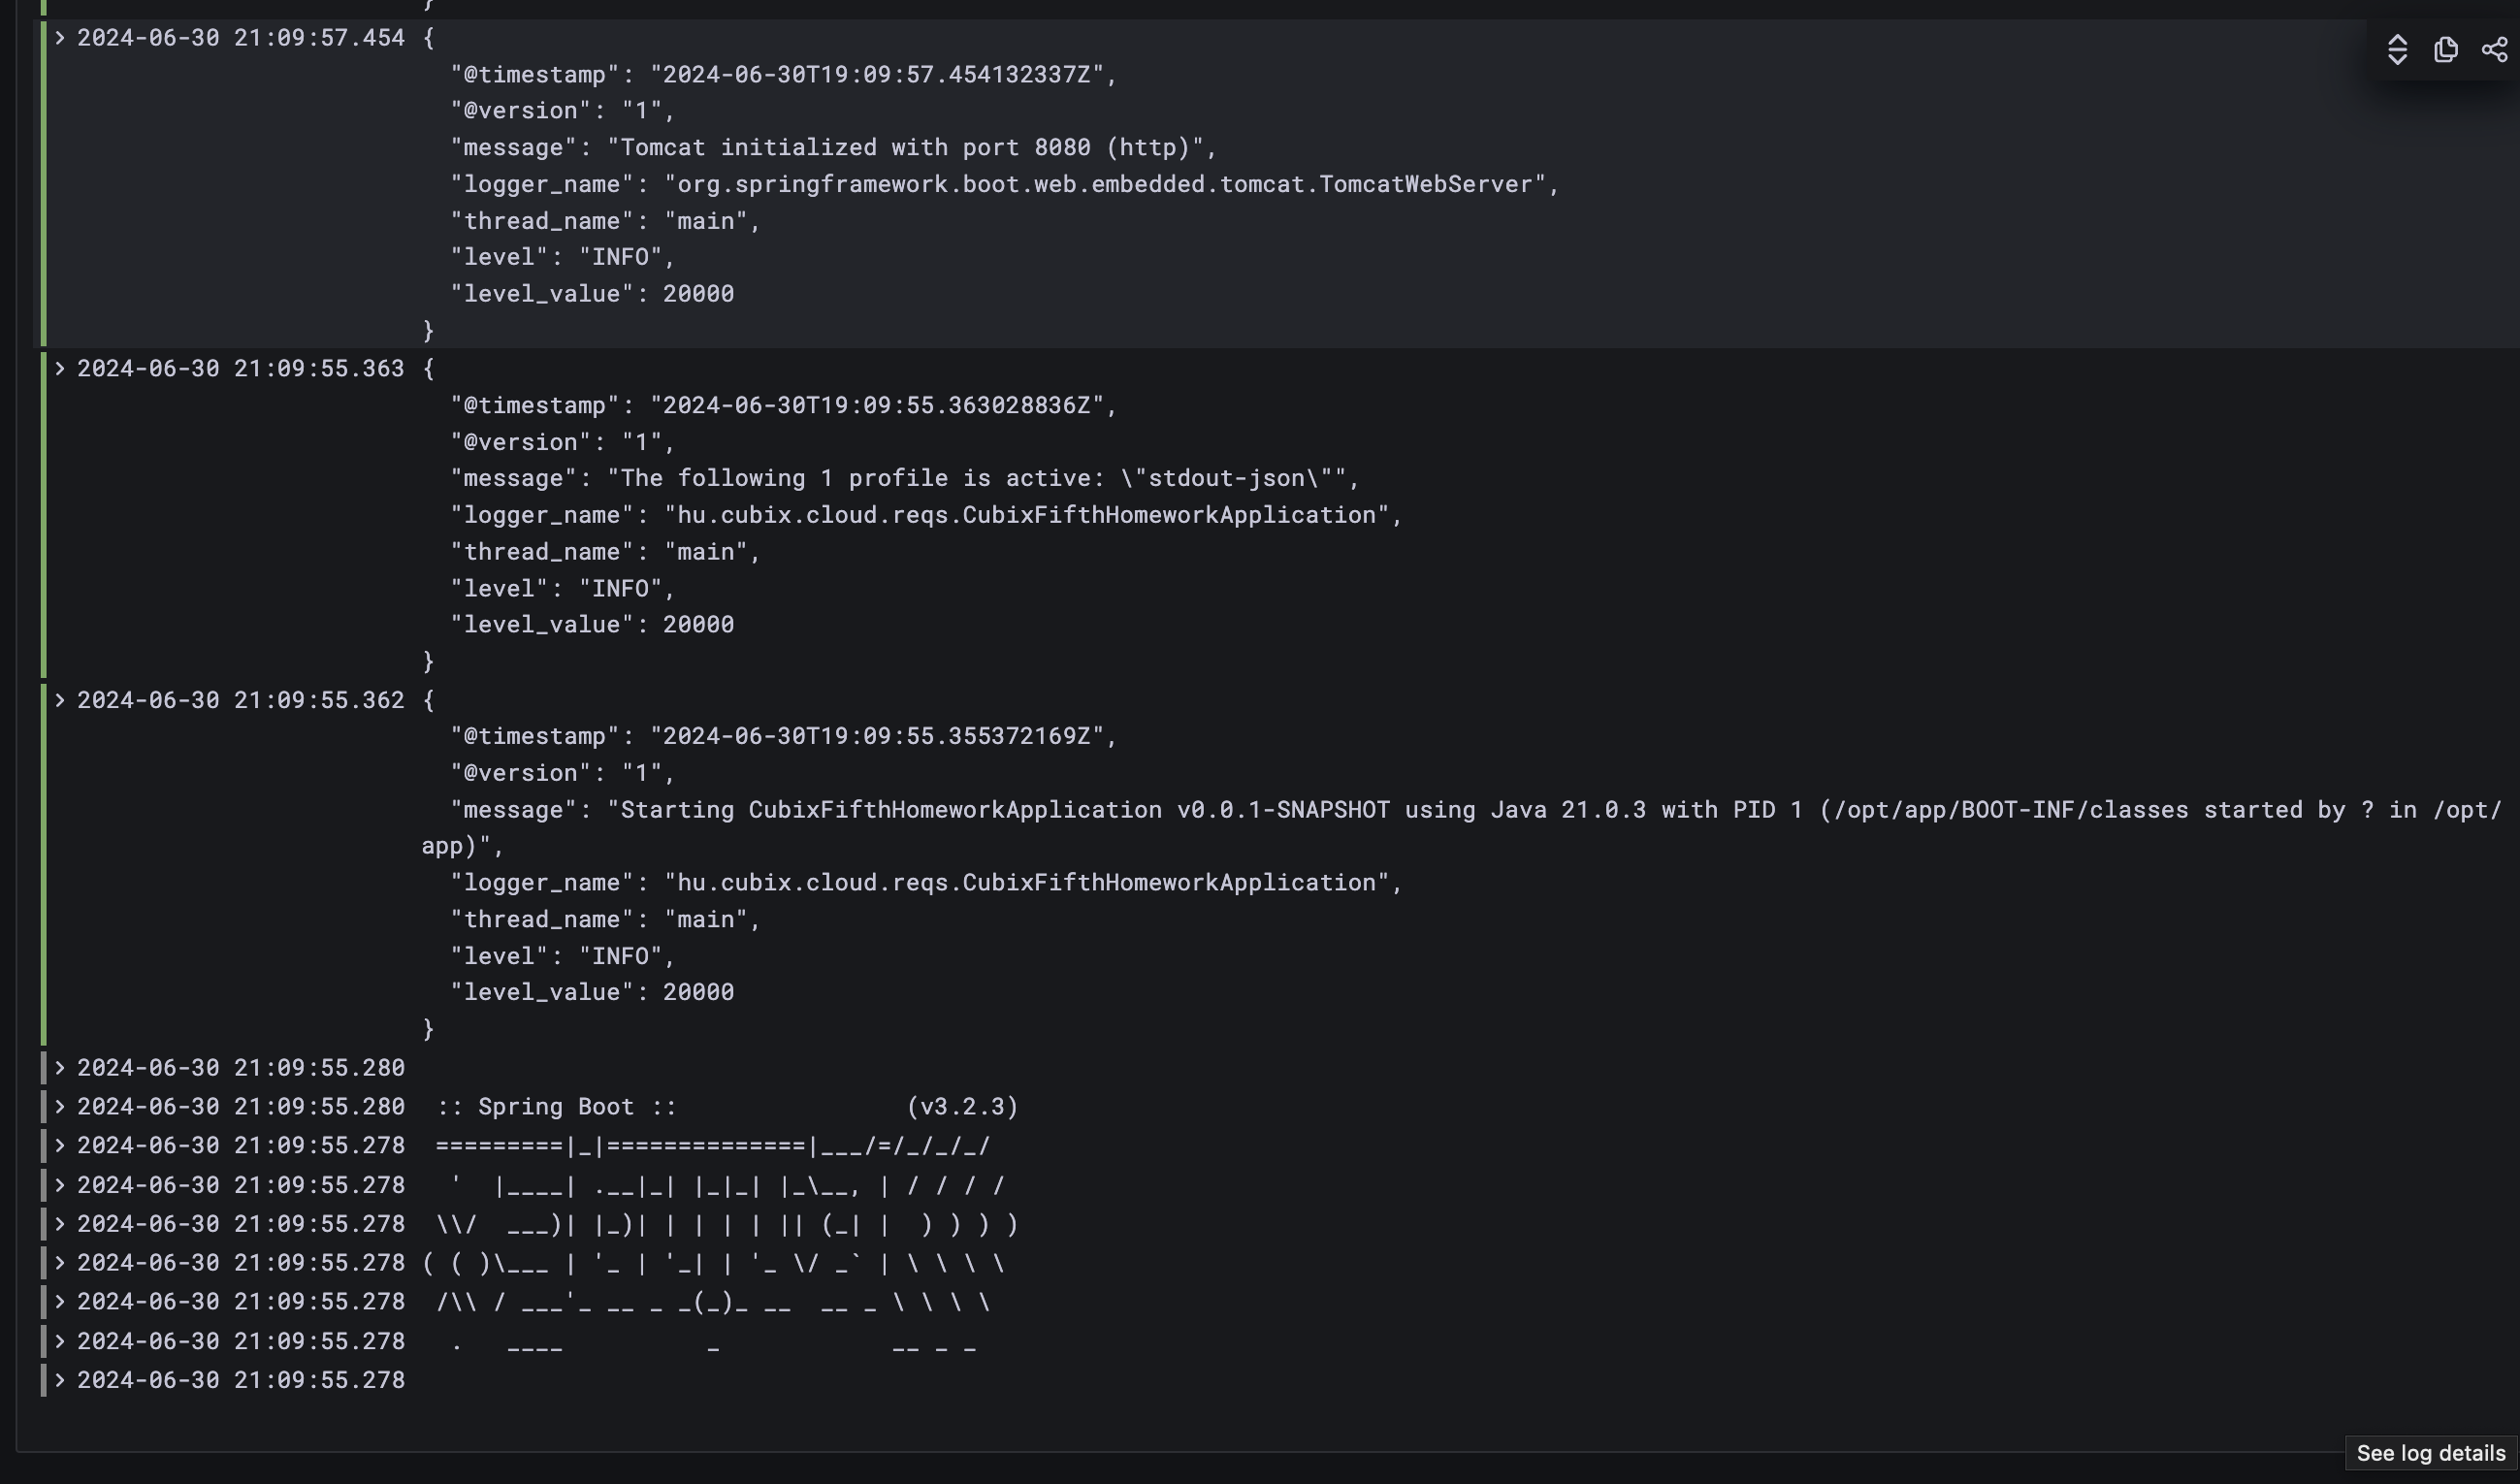 }
2024-06-30 21:09:57.454 {
  "@timestamp": "2024-06-30T19:09:57.454132337Z",
  "@version": "1",
  "message": "Tomcat initialized with port 8080 (http)",
  "logger_name": "org.springframework.boot.web.embedded.tomcat.TomcatWebServer",
  "thread_name": "main",
  "level": "INFO",
  "level_value": 20000
}
2024-06-30 21:09:55.363 {
  "@timestamp": "2024-06-30T19:09:55.363028836Z",
  "@version": "1",
  "message": "The following 1 profile is active: \"stdout-json\"",
  "logger_name": "hu.cubix.cloud.reqs.CubixFifthHomeworkApplication",
  "thread_name": "main",
  "level": "INFO",
  "level_value": 20000
}
2024-06-30 21:09:55.362 {
  "@timestamp": "2024-06-30T19:09:55.355372169Z",
  "@version": "1",
  "message": "Starting CubixFifthHomeworkApplication v0.0.1-SNAPSHOT using Java 21.0.3 with PID 1 (/opt/app/BOOT-INF/classes started by ? in /opt/
app)",
  "logger_name": "hu.cubix.cloud.reqs.CubixFifthHomeworkApplication",
  "thread_name": "main",
  "level": "INFO",
  "level_value": 20000
}
2024-06-30 21:09:55.280
2024-06-30 21:09:55.280  :: Spring Boot ::                (v3.2.3)
2024-06-30 21:09:55.278  =========|_|==============|___/=/_/_/_/
2024-06-30 21:09:55.278   '  |____| .__|_| |_|_| |_\__, | / / / /
2024-06-30 21:09:55.278  \\/  ___)| |_)| | | | | || (_| |  ) ) ) )
2024-06-30 21:09:55.278 ( ( )\___ | '_ | '_| | '_ \/ _` | \ \ \ \
2024-06-30 21:09:55.278  /\\ / ___'_ __ _ _(_)_ __  __ _ \ \ \ \
2024-06-30 21:09:55.278   .   ____          _            __ _ _
2024-06-30 21:09:55.278
See log details